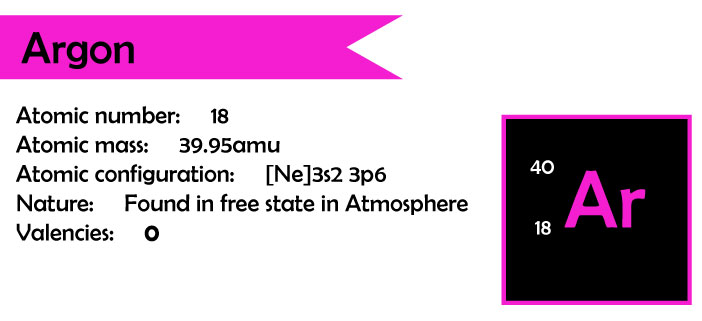 Argon
Atomic number: 18
Atomic mass: 39.95amu
Atomic configuration: [Ne]3s2 3p6
Nature: Found in free state in Atmosphere
Valencies: 0
40
Ar
18